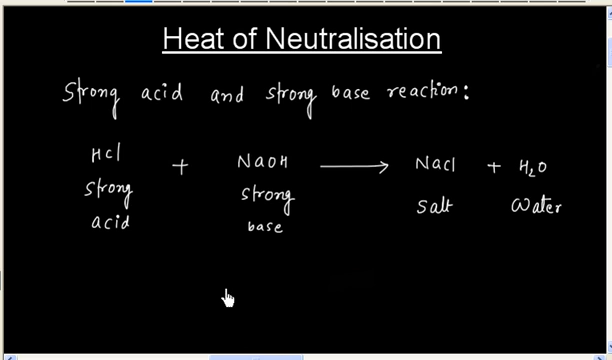 Heat of Neutralisation
Strong acid and strong base reaction:
HCl + NaOH → NaCl + H₂O
strong strong salt water
acid base